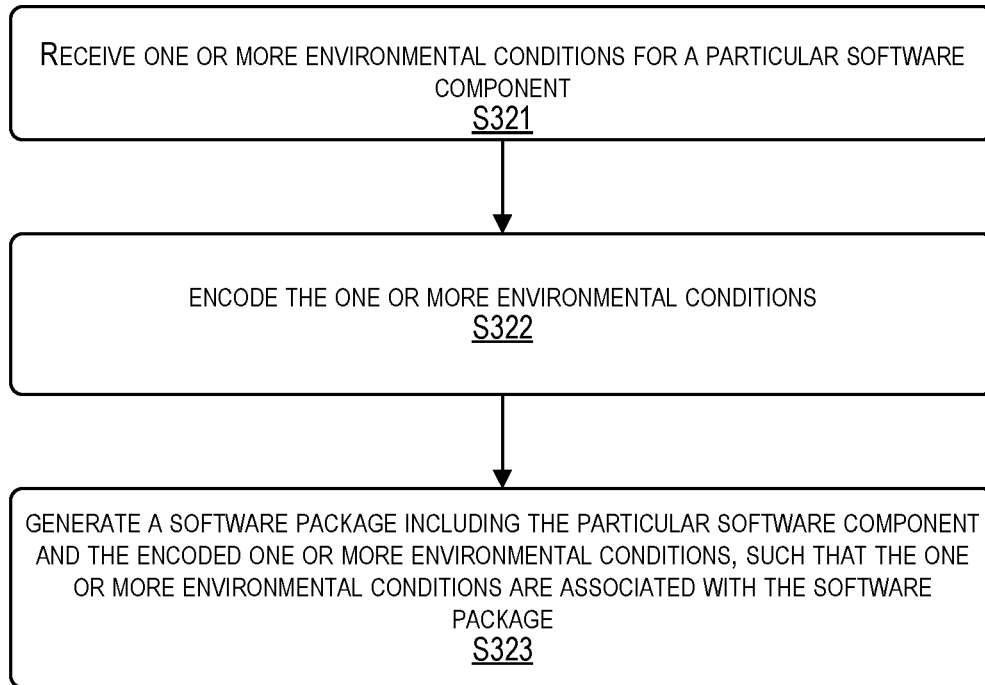 RECEIVE ONE OR MORE ENVIRONMENTAL CONDITIONS FOR A PARTICULAR SOFTWARE
COMPONENT
S321
ENCODE THE ONE OR MORE ENVIRONMENTAL CONDITIONS
S322
GENERATE A SOFTWARE PACKAGE INCLUDING THE PARTICULAR SOFTWARE COMPONENT
AND THE ENCODED ONE OR MORE ENVIRONMENTAL CONDITIONS, SUCH THAT THE ONE
OR MORE ENVIRONMENTAL CONDITIONS ARE ASSOCIATED WITH THE SOFTWARE
PACKAGE
S323